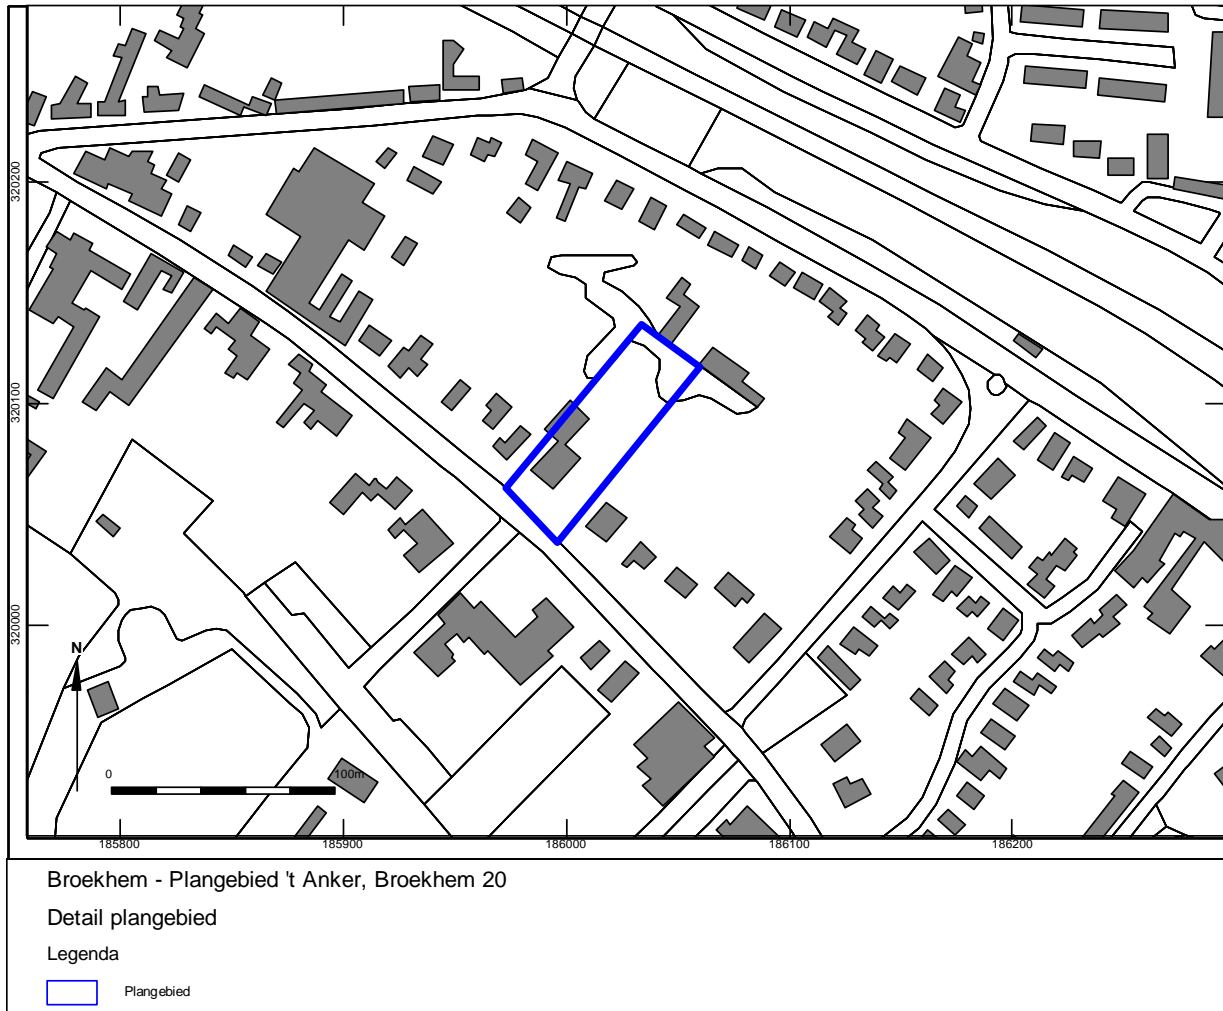 320200
320100
320000
N
0 100m
185800 185900 186000 186100 186200
Broekhem - Plangebied 't Anker, Broekhem 20
Detail plangebied
Legenda
Plangebied